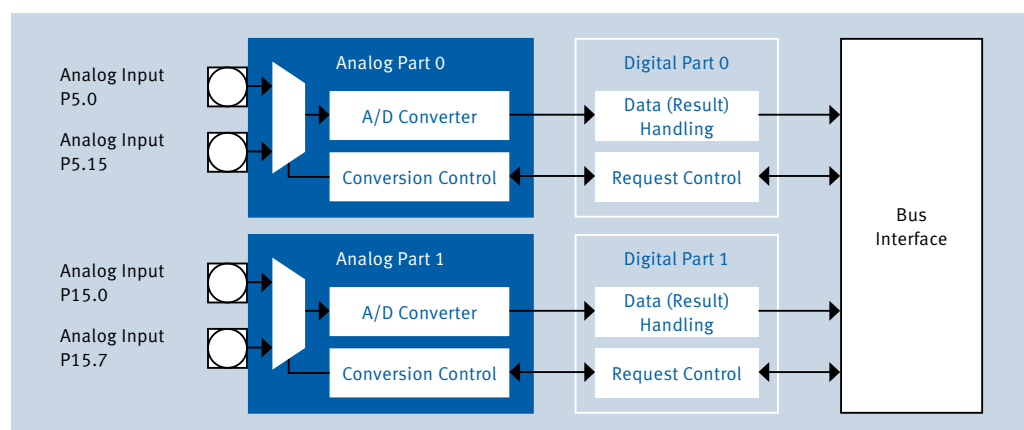 Analog Part 0
Digital Part 0
Analog Input
P5.0
A/D Converter
Data (Result)
Handling
Analog Input
P5.15
Conversion Control
Request Control
Bus
Interface
Analog Part 1
Digital Part 1
Analog Input
P15.0
A/D Converter
Data (Result)
Handling
Analog Input
P15.7
Conversion Control
Request Control